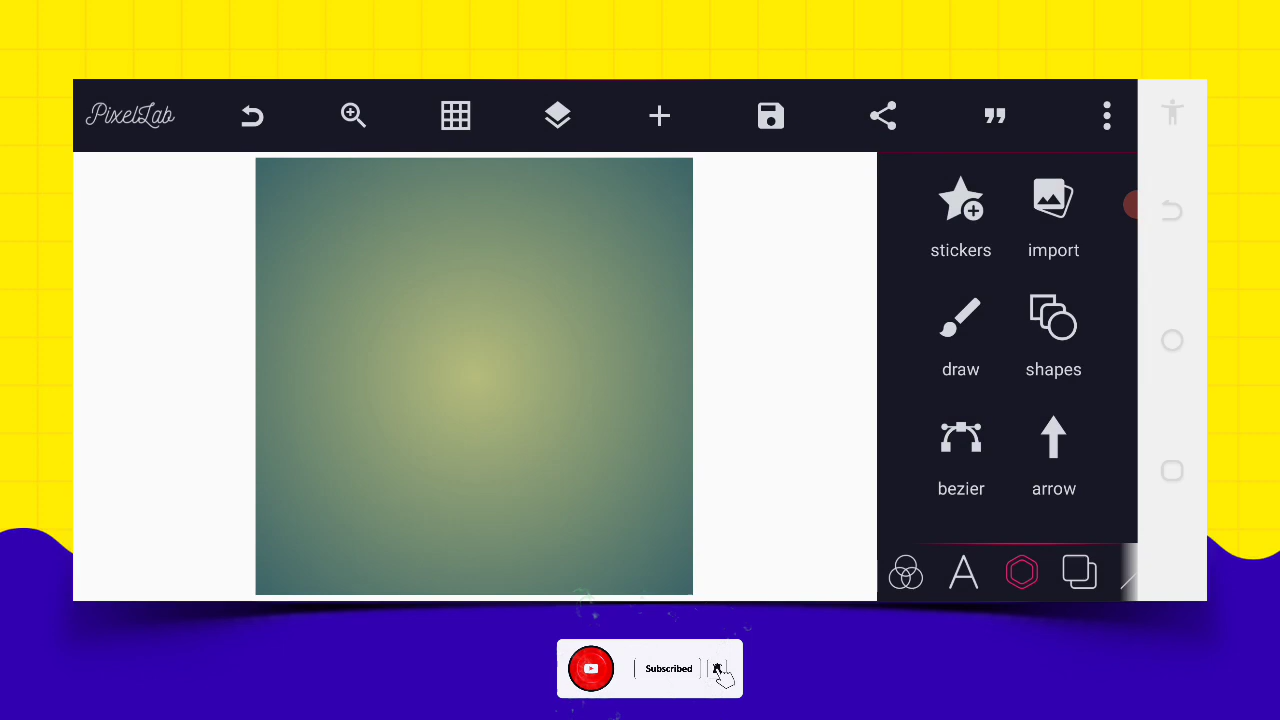 PixelLab
stickers import
draw shapes
bezier arrow
Subscribed